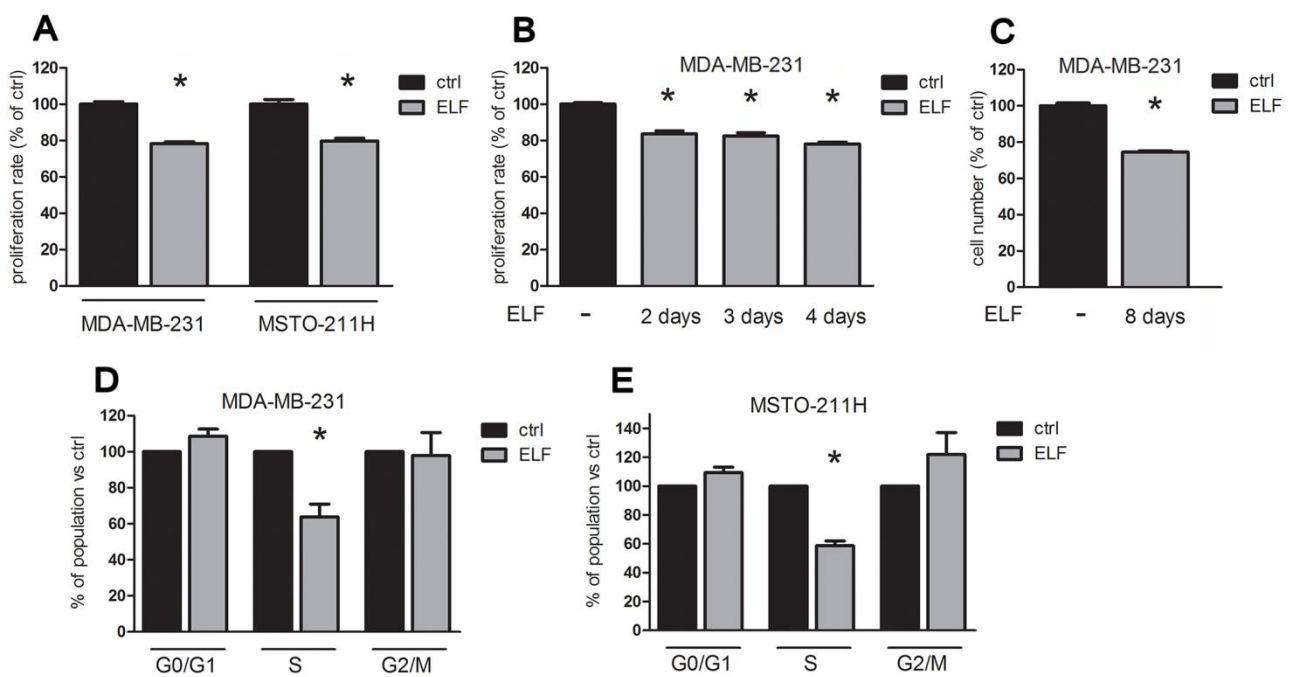 A
proliferation rate (% of ctrl)
120
100
80
60
40
20
0
*
*
ctrl
ELF
MDA-MB-231
MSTO-211H
B
MDA-MB-231
proliferation rate (% of ctrl)
120
100
80
60
40
20
0
*
*
*
ctrl
ELF
ELF - 2 days 3 days 4 days
C
MDA-MB-231
cell number (% of ctrl)
120
100
80
60
40
20
0
*
ctrl
ELF
ELF - 8 days
D
MDA-MB-231
% of population vs ctrl
120
100
80
60
40
20
0
*
ctrl
ELF
G0/G1 S G2/M
E
MSTO-211H
% of population vs ctrl
140
120
100
80
60
40
20
0
*
ctrl
ELF
G0/G1 S G2/M